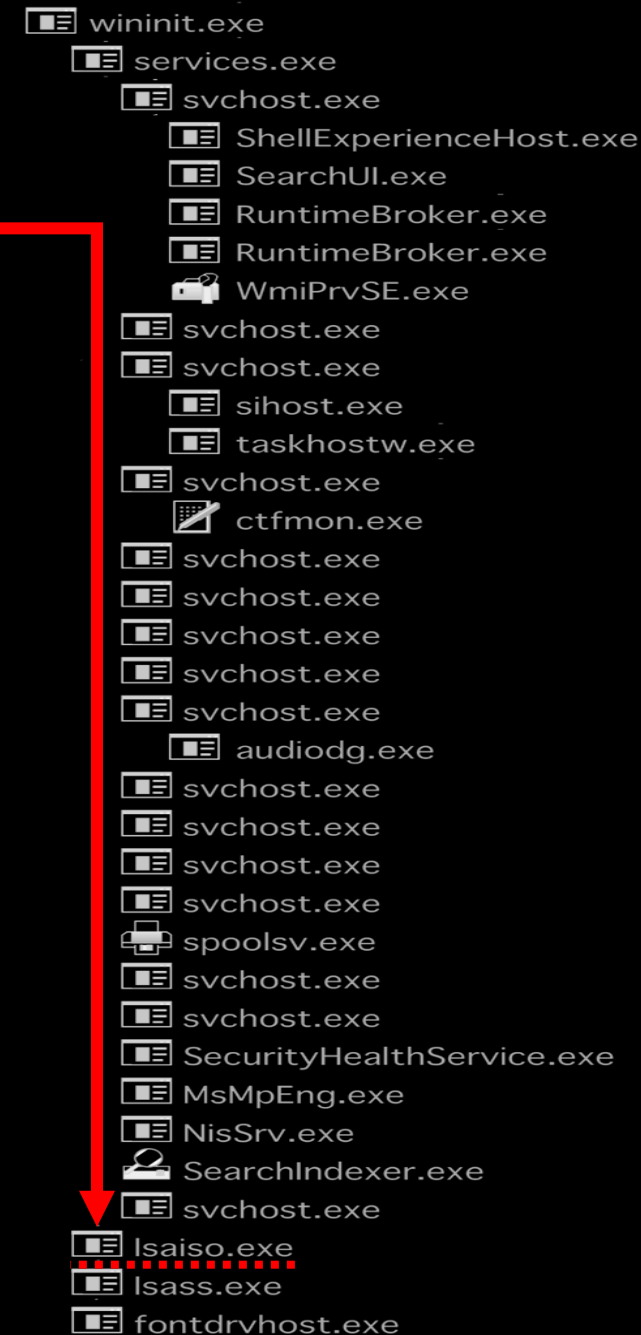 wininit.exe
services.exe
svchost.exe
ShellExperienceHost.exe
SearchUI.exe
RuntimeBroker.exe
RuntimeBroker.exe
WmiPrvSE.exe
svchost.exe
svchost.exe
sihost.exe
taskhostw.exe
svchost.exe
ctfmon.exe
svchost.exe
svchost.exe
svchost.exe
svchost.exe
svchost.exe
audiodg.exe
svchost.exe
svchost.exe
svchost.exe
svchost.exe
spoolsv.exe
svchost.exe
svchost.exe
SecurityHealthService.exe
MsMpEng.exe
NisSrv.exe
SearchIndexer.exe
svchost.exe
lsaiso.exe
lsass.exe
fontdrvhost.exe